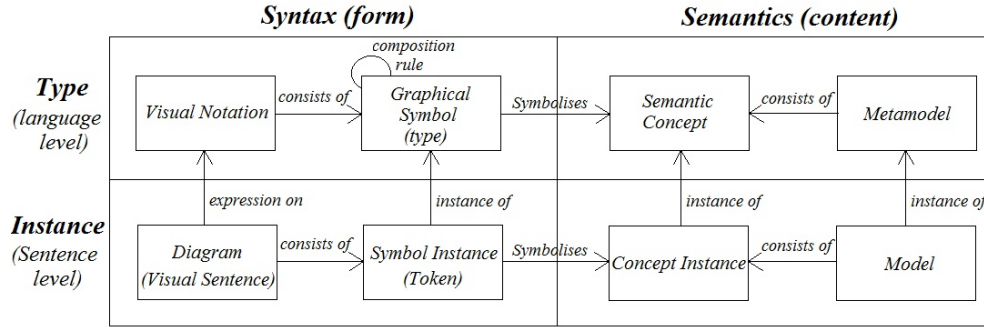 Syntax (form)
Semantics (content)
Type
(language
level)
composition
rule
Visual Notation
consists of
Graphical
Symbol
(type)
Symbolises
Semantic
Concept
consists of
Metamodel
expression on
instance of
instance of
instance of
Instance
(Sentence
level)
Diagram
(Visual Sentence)
consists of
Symbol Instance
(Token)
Symbolises
Concept Instance
consists of
Model